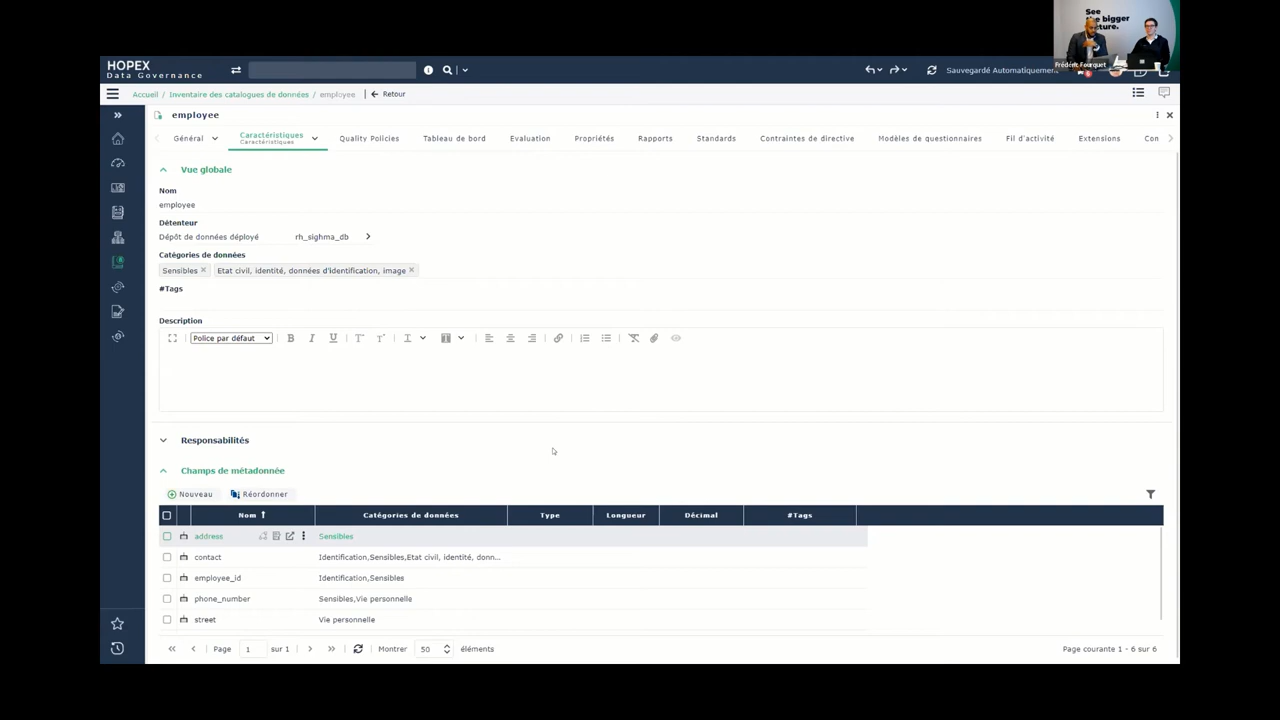 See
the bigger
picture.
Frédéric Fourquet
HOPEX
Data Governance
Sauvegardé Automatiquement
Accueil / Inventaire des catalogues de données / employee Retour
employee
Général Caractéristiques Quality Policies Tableau de bord Evaluation Propriétés Rapports Standards Contraintes de directive Modèles de questionnaires Fil d'activité Extensions Con
Caractéristiques
Vue globale
Nom
employee
Détenteur
Dépôt de données déployé rh_sighma_db
Catégories de données
Sensibles Etat civil, identité, données d'identification, image
#Tags
Description
Police par défaut
Responsabilités
Champs de métadonnée
Nouveau Réordonner
Nom Catégories de données Type Longueur Décimal #Tags
address Sensibles
contact Identification,Sensibles,Etat civil, identité, donn...
employee_id Identification,Sensibles
phone_number Sensibles,Vie personnelle
street Vie personnelle
Page 1 sur 1 Montrer 50 éléments Page courante 1 - 6 sur 6